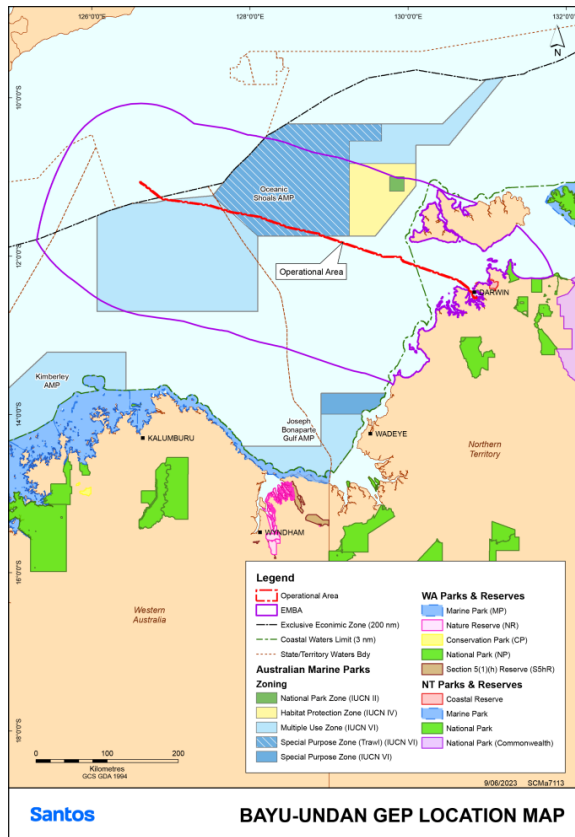 126°0'0"E
128°0'0"E
130°0'0"E
132°0'0"E
N
10°0'0"S
12°0'0"S
14°0'0"S
16°0'0"S
18°0'0"S
Oceanic
Shoals AMP
Operational Area
DARWIN
Kimberley
AMP
Joseph
Bonaparte
Gulf AMP
KALUMBURU
WADEYE
Northern
Territory
WYNDHAM
Western
Australia
Legend
Operational Area
EMBA
Exclusive Econimic Zone (200 nm)
Coastal Waters Limit (3 nm)
State/Territory Waters Bdy
Australian Marine Parks
Zoning
National Park Zone (IUCN II)
Habitat Protection Zone (IUCN IV)
Multiple Use Zone (IUCN VI)
Special Purpose Zone (Trawl) (IUCN VI)
Special Purpose Zone (IUCN VI)
WA Parks & Reserves
Marine Park (MP)
Nature Reserve (NR)
Conservation Park (CP)
National Park (NP)
Section 5(1)(h) Reserve (S5hR)
NT Parks & Reserves
Coastal Reserve
Marine Park
National Park
National Park (Commonwealth)
0 50 100 200
Kilometres
GCS GDA 1994
9/06/2023 SCMa7113
Santos
BAYU-UNDAN GEP LOCATION MAP